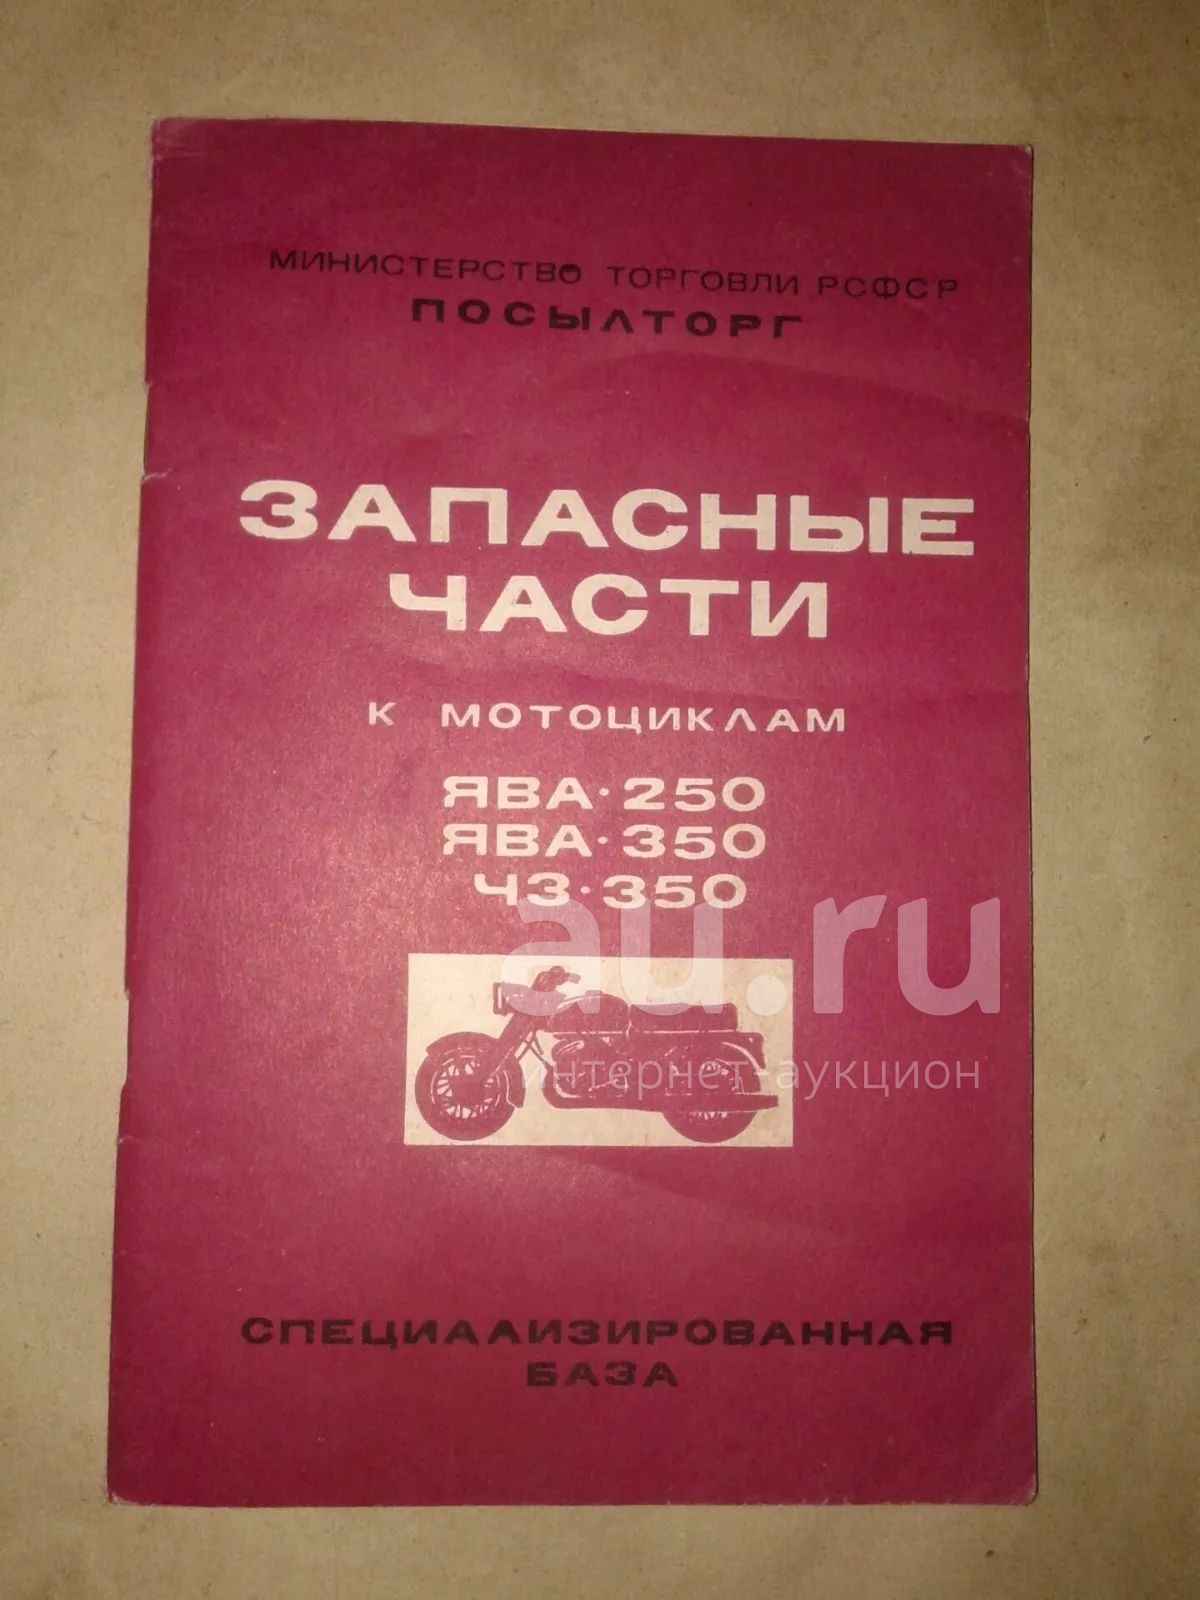 МИНИСТЕРСТВО ТОРГОВЛИ РСФСР
ПОСЫЛТОРГ
ЗАПАСНЫЕ
ЧАСТИ
К МОТОЦИКЛАМ
ЯВА·250
ЯВА·350
ЧЗ·350
au.ru
интернет-аукцион
СПЕЦИАЛИЗИРОВАННАЯ
БАЗА